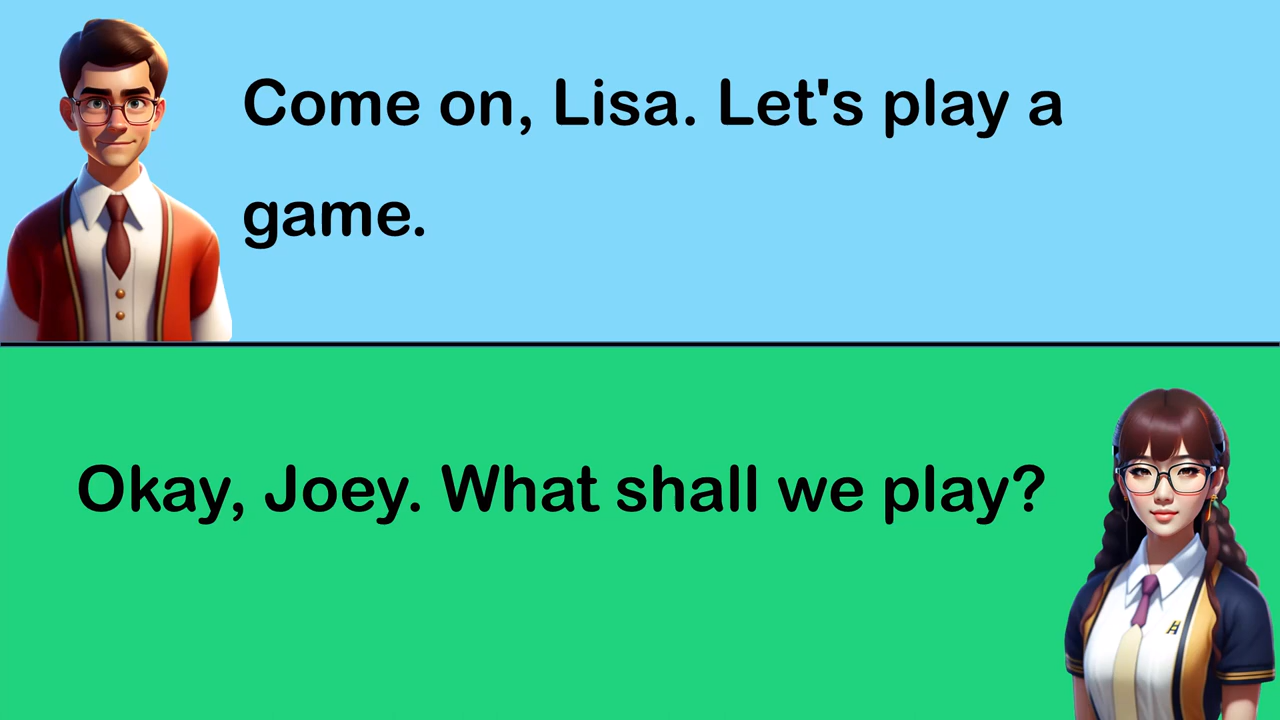 Come on, Lisa. Let's play a
game.
Okay, Joey. What shall we play?